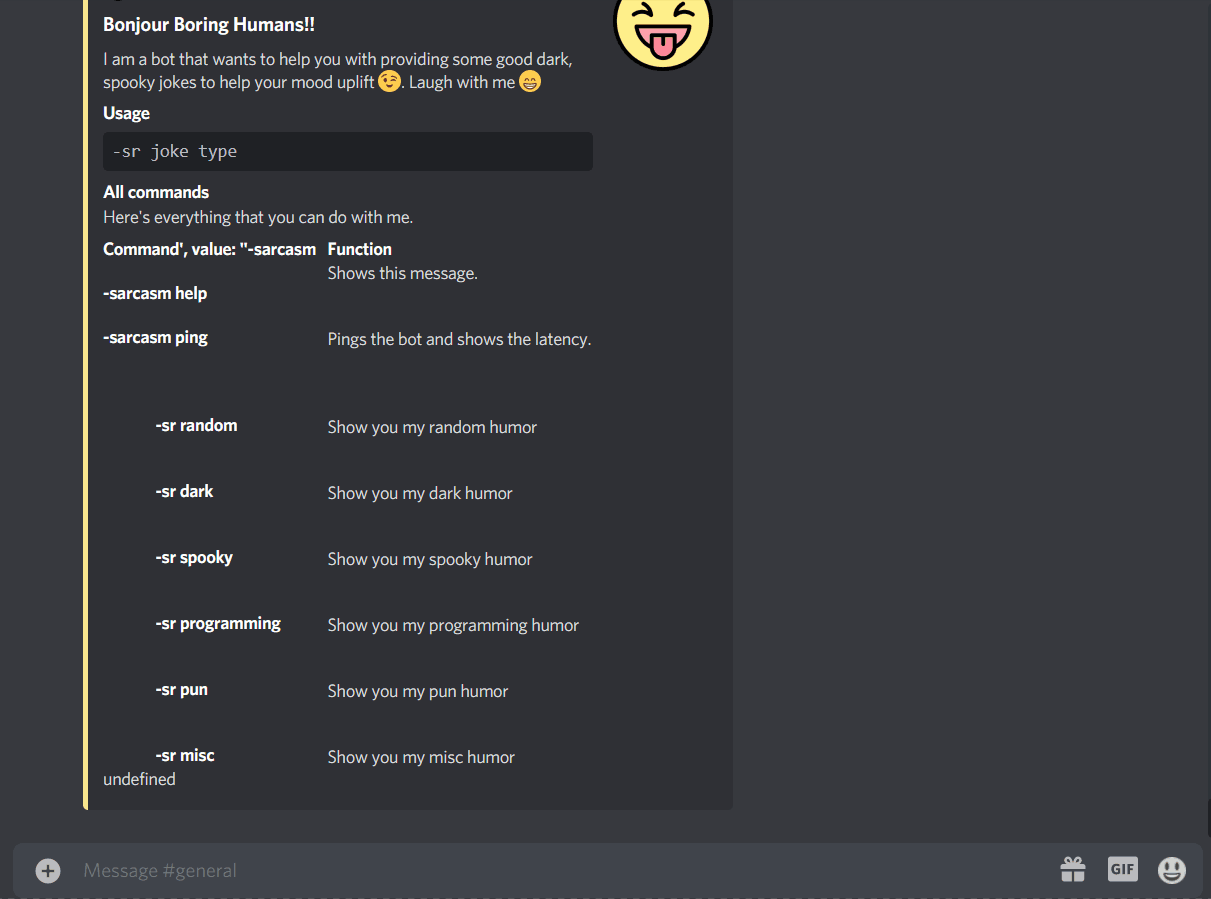 Bonjour Boring Humans!!
I am a bot that wants to help you with providing some good dark,
spooky jokes to help your mood uplift 😉. Laugh with me 😄
Usage
-sr joke type
All commands
Here's everything that you can do with me.
Command', value: "-sarcasm Function
Shows this message.
-sarcasm help
-sarcasm ping Pings the bot and shows the latency.
-sr random Show you my random humor
-sr dark Show you my dark humor
-sr spooky Show you my spooky humor
-sr programming Show you my programming humor
-sr pun Show you my pun humor
-sr misc Show you my misc humor
undefined
Message #general
GIF